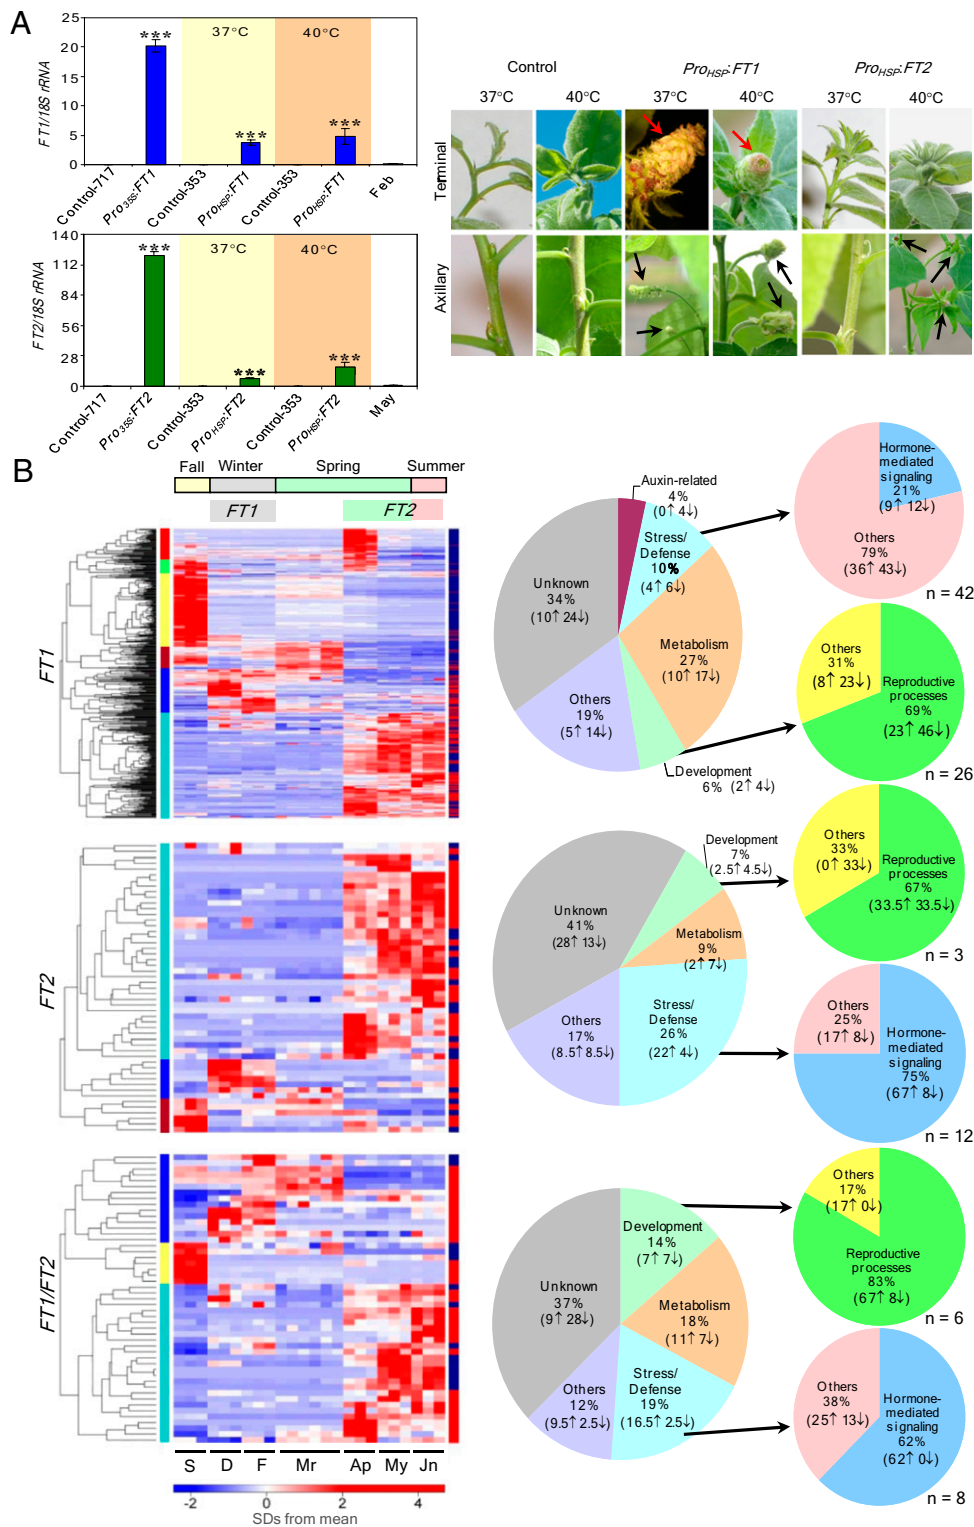 A
25
20
15
10
5
0
FT1/18S rRNA
***
37°C
40°C
***
***
Control-717
Pro35S:FT1
Control-353
ProHSP:FT1
Control-353
ProHSP:FT1
Feb
140
112
84
56
28
0
FT2/18S rRNA
***
37°C
40°C
***
***
Control-717
Pro35S:FT2
Control-353
ProHSP:FT2
Control-353
ProHSP:FT2
May
Control
ProHSP:FT1
ProHSP:FT2
37°C
40°C
37°C
40°C
37°C
40°C
Terminal
Axillary
B
Fall
Winter
Spring
Summer
FT1
FT2
FT1
FT2
FT1/FT2
S
D
F
Mr
Ap
My
Jn
-2
0
2
4
SDs from mean
Auxin-related
4%
(0↑ 4↓)
Stress/
Defense
10%
(4↑ 6↓)
Unknown
34%
(10↑ 24↓)
Metabolism
27%
(10↑ 17↓)
Others
19%
(5↑ 14↓)
Development
6% (2↑ 4↓)
Hormone-
mediated
signaling
21%
(9↑ 12↓)
Others
79%
(36↑ 43↓)
n = 42
Others
31%
(8↑ 23↓)
Reproductive
processes
69%
(23↑ 46↓)
n = 26
Development
7%
(2.5↑ 4.5↓)
Unknown
41%
(28↑ 13↓)
Metabolism
9%
(2↑ 7↓)
Others
17%
(8.5↑ 8.5↓)
Stress/
Defense
26%
(22↑ 4↓)
Others
33%
(0↑ 33↓)
Reproductive
processes
67%
(33.5↑ 33.5↓)
n = 3
Others
25%
(17↑ 8↓)
Hormone-
mediated
signaling
75%
(67↑ 8↓)
n = 12
Development
14%
(7↑ 7↓)
Unknown
37%
(9↑ 28↓)
Metabolism
18%
(11↑ 7↓)
Stress/
Defense
19%
(16.5↑ 2.5↓)
Others
12%
(9.5↑ 2.5↓)
Others
17%
(17↑ 0↓)
Reproductive
processes
83%
(67↑ 8↓)
n = 6
Others
38%
(25↑ 13↓)
Hormone-
mediated
signaling
62%
(62↑ 0↓)
n = 8